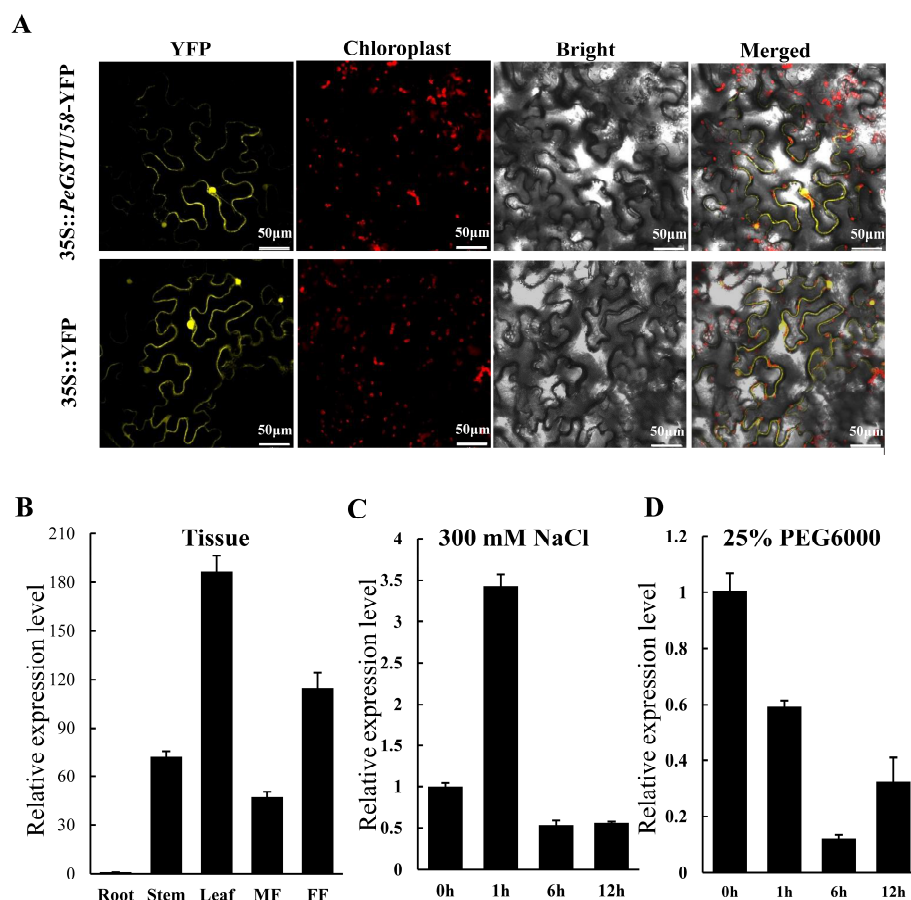 A
YFP
Chloroplast
Bright
Merged
35S::PeGSTU58-YFP
50μm
50μm
50μm
50μm
35S::YFP
50μm
50μm
50μm
50μm
B
Tissue
Relative expression level
210
180
150
120
90
60
30
0
Root
Stem
Leaf
MF
FF
C
300 mM NaCl
Relative expression level
4
3.5
3
2.5
2
1.5
1
0.5
0
0h
1h
6h
12h
D
25% PEG6000
Relative expression level
1.2
1
0.8
0.6
0.4
0.2
0
0h
1h
6h
12h